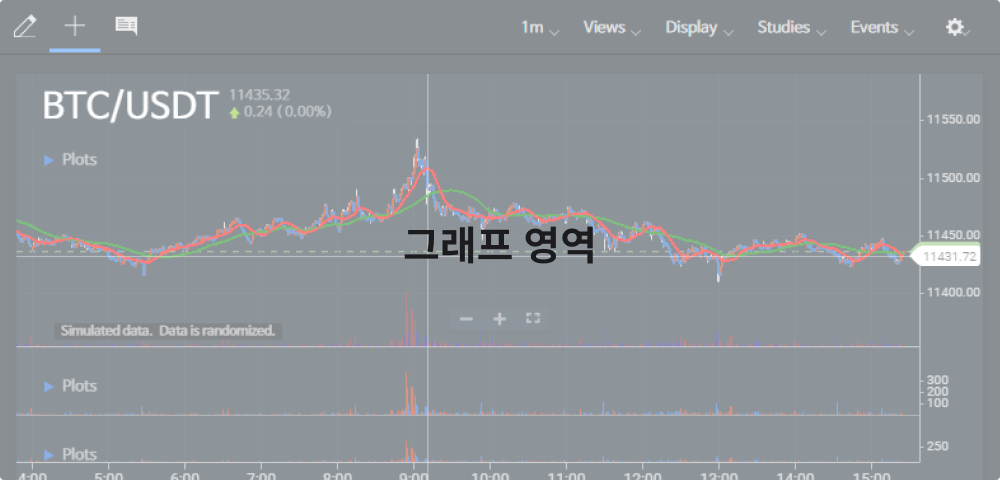 1m Views Display Studies Events
BTC/USDT 11435.32
0.24 (0.00%)
Plots
11550.00
11500.00
11450.00
그래프 영역
11431.72
11400.00
Simulated data. Data is randomized.
Plots
300
200
100
Plots
250
4:00 5:00 6:00 7:00 8:00 9:00 10:00 11:00 12:00 13:00 14:00 15:00